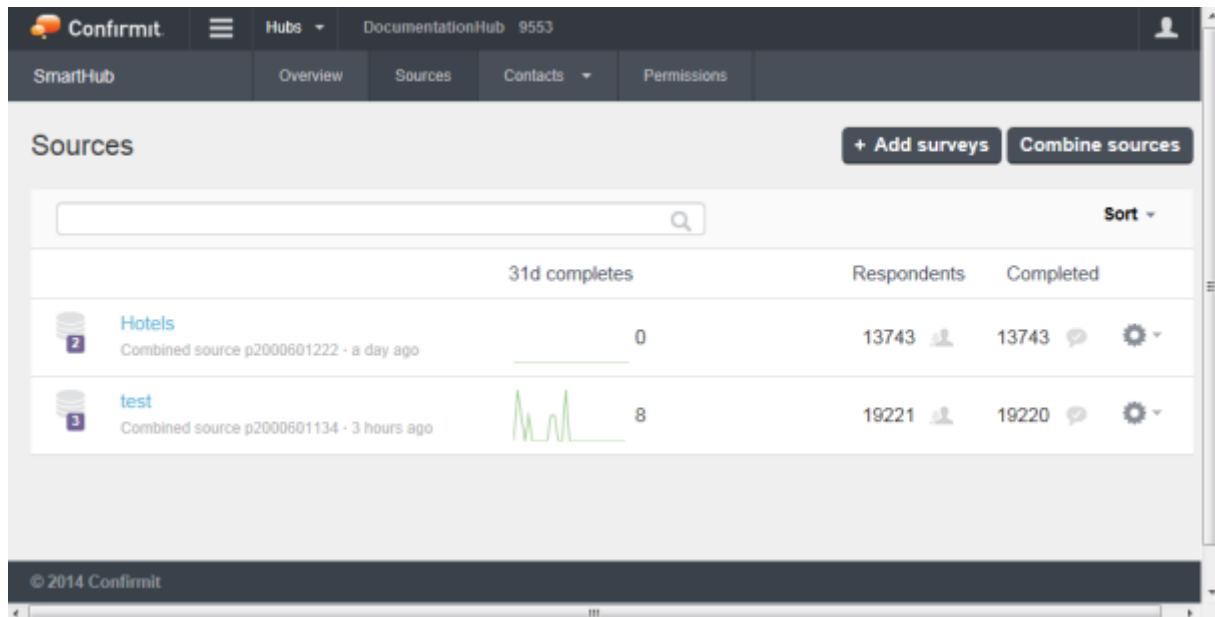 Confirmit. Hubs DocumentationHub 9553
SmartHub Overview Sources Contacts Permissions
Sources + Add surveys Combine sources
Sort
31d completes Respondents Completed
2 Hotels 0 13743 13743
Combined source p2000601222 · a day ago
3 test 8 19221 19220
Combined source p2000601134 · 3 hours ago
© 2014 Confirmit